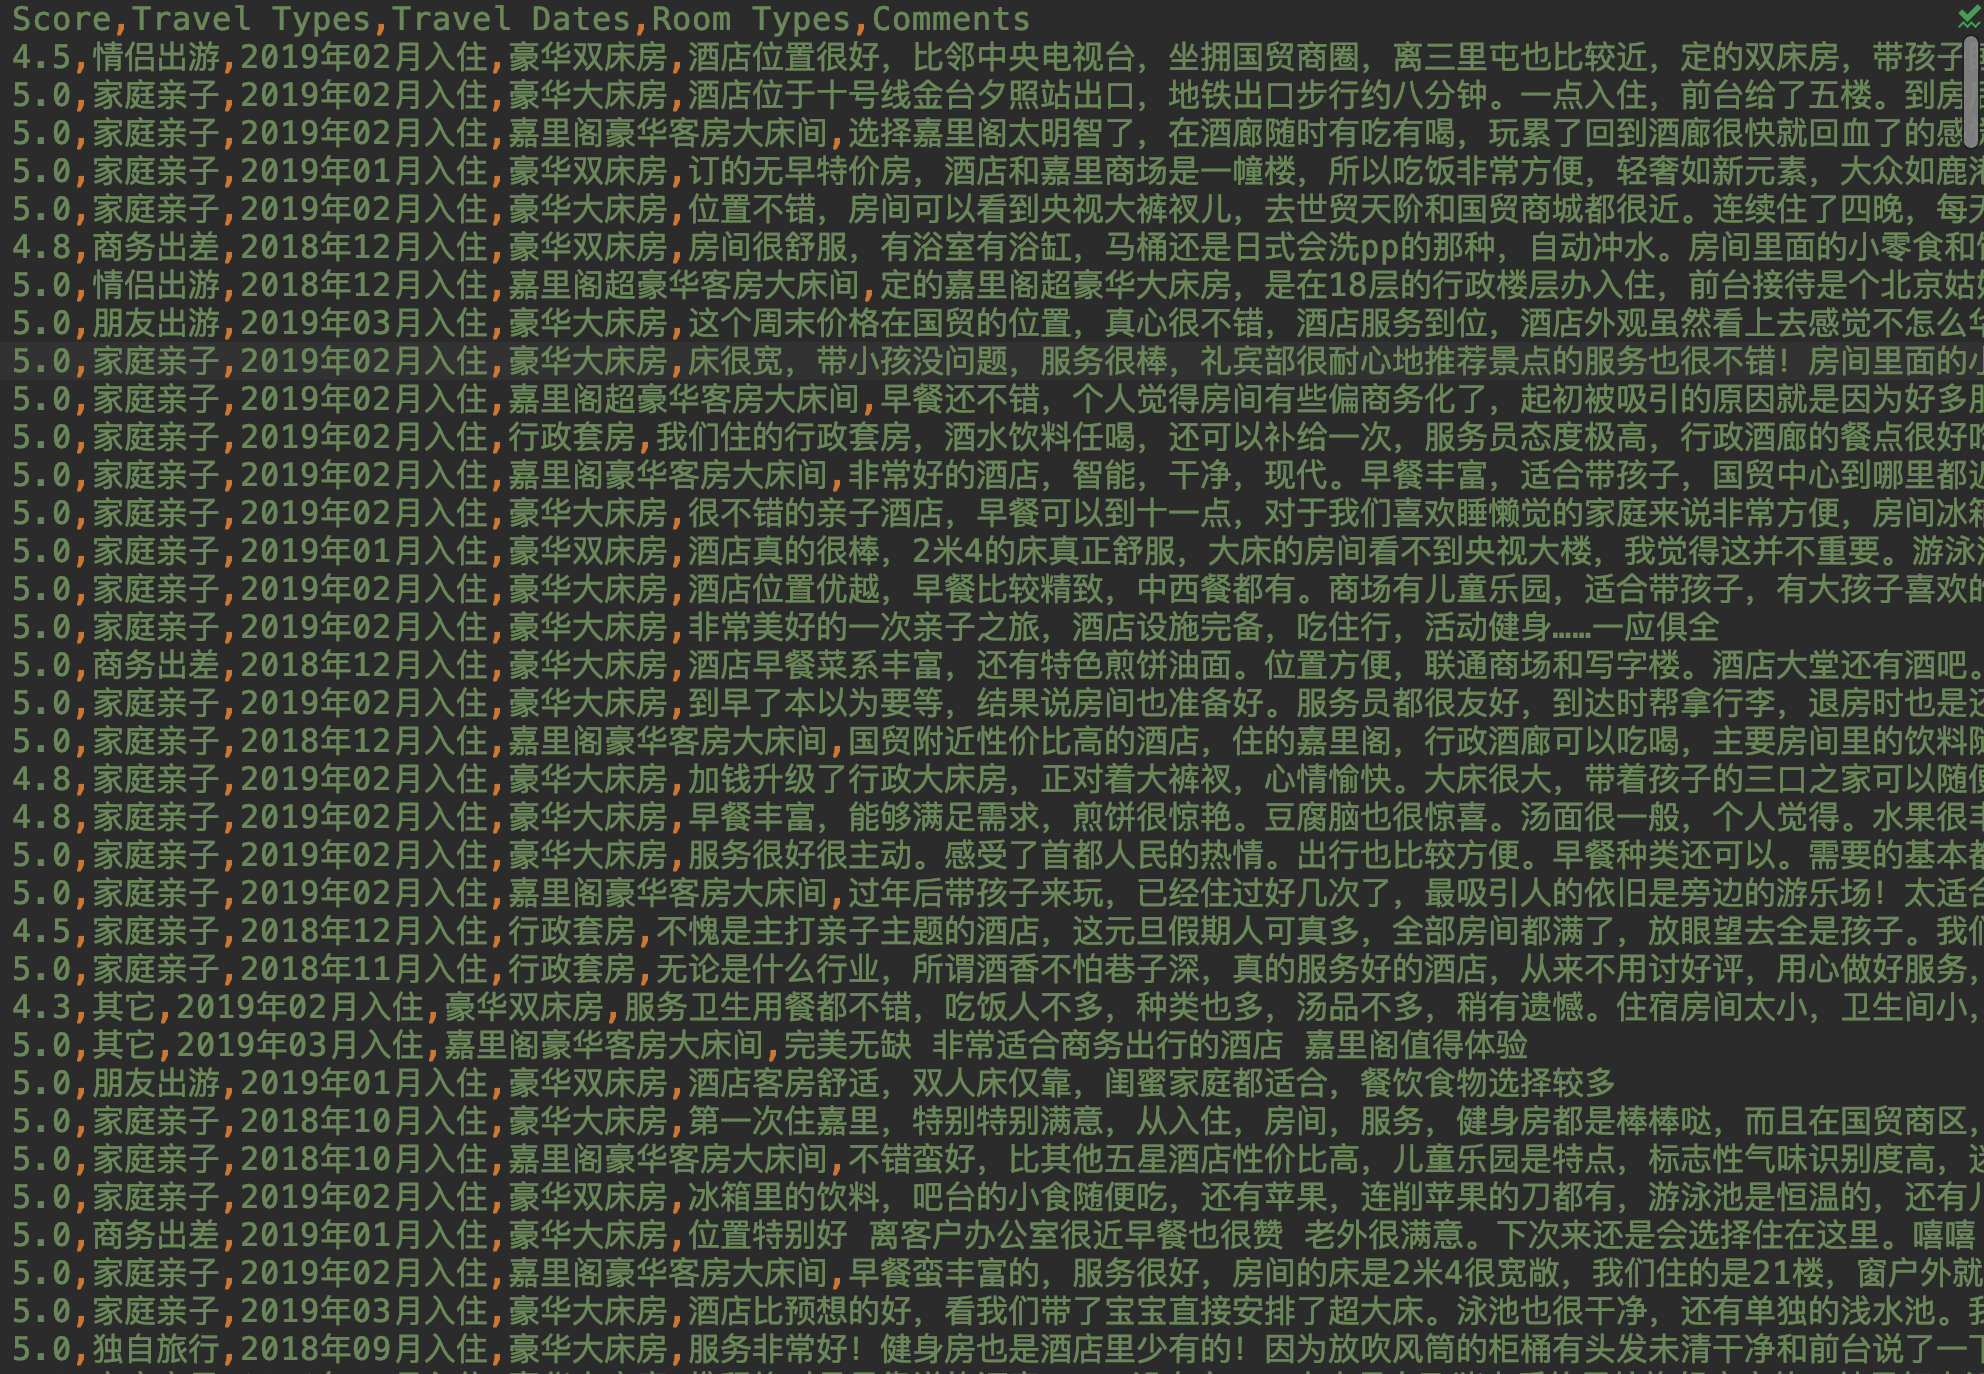 Score,Travel Types,Travel Dates,Room Types,Comments
4.5,情侣出游,2019年02月入住,豪华双床房,酒店位置很好，比邻中央电视台，坐拥国贸商圈，离三里屯也比较近，定的双床房，带孩子
5.0,家庭亲子,2019年02月入住,豪华大床房,酒店位于十号线金台夕照站出口，地铁出口步行约八分钟。一点入住，前台给了五楼。到房
5.0,家庭亲子,2019年02月入住,嘉里阁豪华客房大床间,选择嘉里阁太明智了，在酒廊随时有吃有喝，玩累了回到酒廊很快就回血了的感
5.0,家庭亲子,2019年01月入住,豪华双床房,订的无早特价房，酒店和嘉里商场是一幢楼，所以吃饭非常方便，轻奢如新元素，大众如鹿港
5.0,家庭亲子,2019年02月入住,豪华大床房,位置不错，房间可以看到央视大裤衩儿，去世贸天阶和国贸商城都很近。连续住了四晚，每天
4.8,商务出差,2018年12月入住,豪华双床房,房间很舒服，有浴室有浴缸，马桶还是日式会洗pp的那种，自动冲水。房间里面的小零食和
5.0,情侣出游,2018年12月入住,嘉里阁超豪华客房大床间,定的嘉里阁超豪华大床房，是在18层的行政楼层办入住，前台接待是个北京姑
5.0,朋友出游,2019年03月入住,豪华大床房,这个周末价格在国贸的位置，真心很不错，酒店服务到位，酒店外观虽然看上去感觉不怎么华
5.0,家庭亲子,2019年02月入住,豪华大床房,床很宽，带小孩没问题，服务很棒，礼宾部很耐心地推荐景点的服务也很不错！房间里面的小
5.0,家庭亲子,2019年02月入住,嘉里阁超豪华客房大床间,早餐还不错，个人觉得房间有些偏商务化了，起初被吸引的原因就是因为好多
5.0,家庭亲子,2019年02月入住,行政套房,我们住的行政套房，酒水饮料任喝，还可以补给一次，服务员态度极高，行政酒廊的餐点很好吃
5.0,家庭亲子,2019年02月入住,嘉里阁豪华客房大床间,非常好的酒店，智能，干净，现代。早餐丰富，适合带孩子，国贸中心到哪里都近
5.0,家庭亲子,2019年02月入住,豪华大床房,很不错的亲子酒店，早餐可以到十一点，对于我们喜欢睡懒觉的家庭来说非常方便，房间冰箱
5.0,家庭亲子,2019年01月入住,豪华双床房,酒店真的很棒，2米4的床真正舒服，大床的房间看不到央视大楼，我觉得这并不重要。游泳
5.0,家庭亲子,2019年02月入住,豪华大床房,酒店位置优越，早餐比较精致，中西餐都有。商场有儿童乐园，适合带孩子，有大孩子喜欢的
5.0,家庭亲子,2019年02月入住,豪华大床房,非常美好的一次亲子之旅，酒店设施完备，吃住行，活动健身……一应俱全
5.0,商务出差,2018年12月入住,豪华大床房,酒店早餐菜系丰富，还有特色煎饼油面。位置方便，联通商场和写字楼。酒店大堂还有酒吧。
5.0,家庭亲子,2019年02月入住,豪华大床房,到早了本以为要等，结果说房间也准备好。服务员都很友好，到达时帮拿行李，退房时也是
5.0,家庭亲子,2018年12月入住,嘉里阁豪华客房大床间,国贸附近性价比高的酒店，住的嘉里阁，行政酒廊可以吃喝，主要房间里的饮料随
4.8,家庭亲子,2019年02月入住,豪华大床房,加钱升级了行政大床房，正对着大裤衩，心情愉快。大床很大，带着孩子的三口之家可以随便
4.8,家庭亲子,2019年02月入住,豪华大床房,早餐丰富，能够满足需求，煎饼很惊艳。豆腐脑也很惊喜。汤面很一般，个人觉得。水果很丰
5.0,家庭亲子,2019年02月入住,豪华大床房,服务很好很主动。感受了首都人民的热情。出行也比较方便。早餐种类还可以。需要的基本都
5.0,家庭亲子,2019年02月入住,嘉里阁豪华客房大床间,过年后带孩子来玩，已经住过好几次了，最吸引人的依旧是旁边的游乐场！太适合
4.5,家庭亲子,2018年12月入住,行政套房,不愧是主打亲子主题的酒店，这元旦假期人可真多，全部房间都满了，放眼望去全是孩子。我们
5.0,家庭亲子,2018年11月入住,行政套房,无论是什么行业，所谓酒香不怕巷子深，真的服务好的酒店，从来不用讨好评，用心做好服务，
4.3,其它,2019年02月入住,豪华双床房,服务卫生用餐都不错，吃饭人不多，种类也多，汤品不多，稍有遗憾。住宿房间太小，卫生间小，
5.0,其它,2019年03月入住,嘉里阁豪华客房大床间,完美无缺 非常适合商务出行的酒店 嘉里阁值得体验
5.0,朋友出游,2019年01月入住,豪华双床房,酒店客房舒适，双人床仅靠，闺蜜家庭都适合，餐饮食物选择较多
5.0,家庭亲子,2018年10月入住,豪华大床房,第一次住嘉里，特别特别满意，从入住，房间，服务，健身房都是棒棒哒，而且在国贸商区，
5.0,家庭亲子,2018年10月入住,嘉里阁豪华客房大床间,不错蛮好，比其他五星酒店性价比高，儿童乐园是特点，标志性气味识别度高，
5.0,家庭亲子,2019年02月入住,豪华双床房,冰箱里的饮料，吧台的小食随便吃，还有苹果，连削苹果的刀都有，游泳池是恒温的，还有儿
5.0,商务出差,2019年01月入住,豪华大床房,位置特别好 离客户办公室很近早餐也很赞 老外很满意。下次来还是会选择住在这里。嘻嘻
5.0,家庭亲子,2019年02月入住,嘉里阁豪华客房大床间,早餐蛮丰富的，服务很好，房间的床是2米4很宽敞，我们住的是21楼，窗户外就
5.0,家庭亲子,2019年03月入住,豪华大床房,酒店比预想的好，看我们带了宝宝直接安排了超大床。泳池也很干净，还有单独的浅水池。我
5.0,独自旅行,2018年09月入住,豪华大床房,服务非常好！健身房也是酒店里少有的！因为放吹风筒的柜桶有头发未清干净和前台说了一下